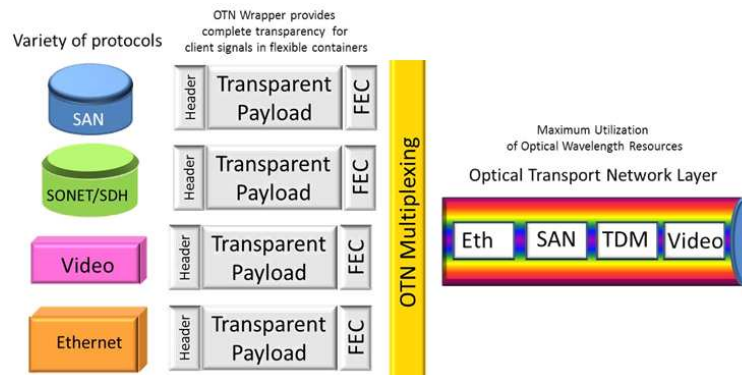 Variety of protocols
OTN Wrapper provides
complete transparency for
client signals in flexible containers
SAN
Header
Transparent
Payload
FEC
SONET/SDH
Header
Transparent
Payload
FEC
Video
Header
Transparent
Payload
FEC
Ethernet
Header
Transparent
Payload
FEC
OTN Multiplexing
Maximum Utilization
of Optical Wavelength Resources
Optical Transport Network Layer
Eth
SAN
TDM
Video